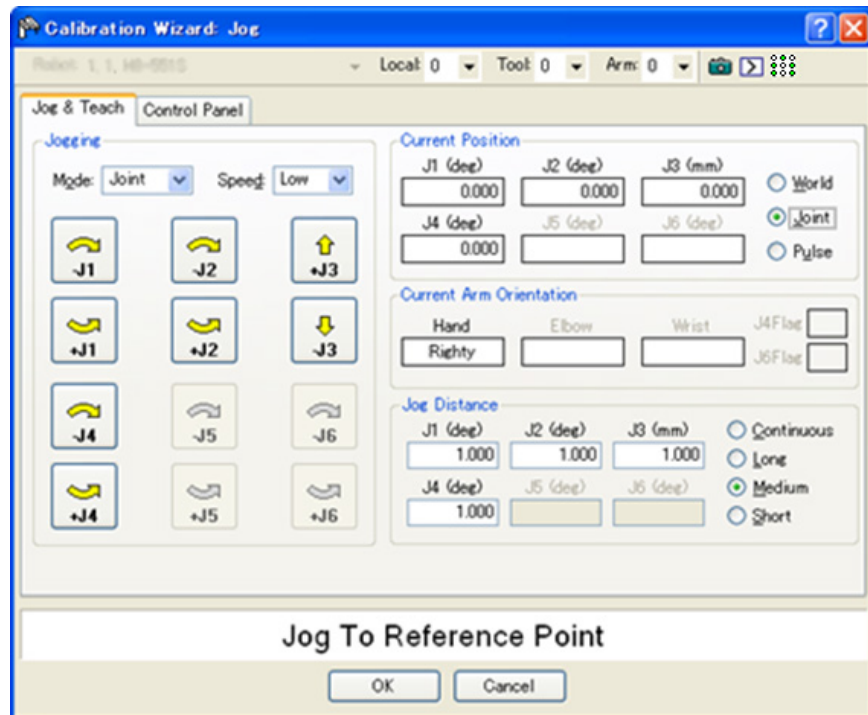 Calibration Wizard: Jog
Robot: 1, 1, H8-551S Local: 0 Tool: 0 Arm: 0
Jog & Teach Control Panel
Jogging
Mode: Joint Speed: Low
-J1 -J2 +J3
+J1 +J2 -J3
-J4 -J5 -J6
+J4 +J5 +J6
Current Position
J1 (deg) J2 (deg) J3 (mm)
0.000 0.000 0.000 World
J4 (deg) J5 (deg) J6 (deg) Joint
0.000 Pulse
Current Arm Orientation
Hand Elbow Wrist J4Flag
Righty J6Flag
Jog Distance
J1 (deg) J2 (deg) J3 (mm) Continuous
1.000 1.000 1.000 Long
J4 (deg) J5 (deg) J6 (deg) Medium
1.000 Short
Jog To Reference Point
OK Cancel